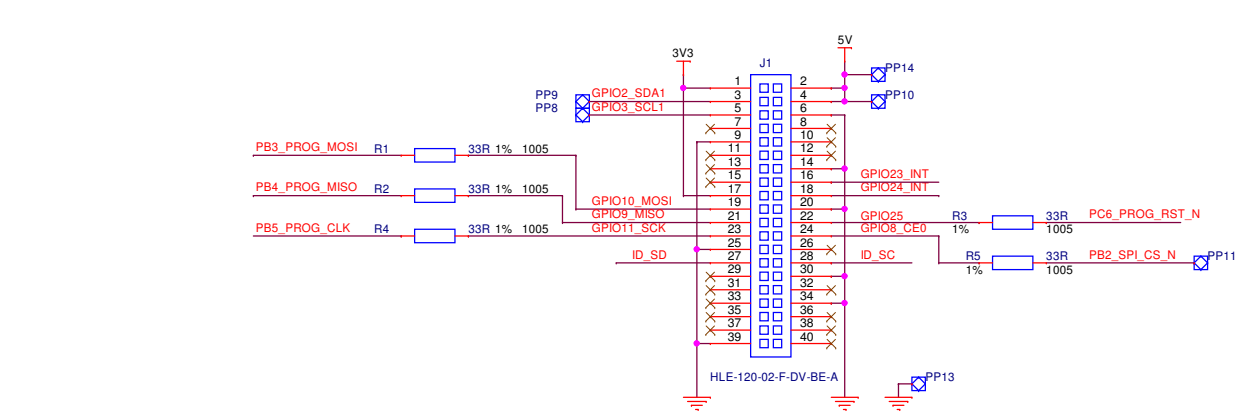 5V
3V3
J1
PP14
1 2
PP9 GPIO2_SDA1 3 4 PP10
PP8 GPIO3_SCL1 5 6
7 8
9 10
PB3_PROG_MOSI R1 33R 1% 1005
11 12
13 14
15 16 GPIO23_INT
PB4_PROG_MISO R2 33R 1% 1005
17 18 GPIO24_INT
GPIO10_MOSI 19 20
GPIO9_MISO 21 22 GPIO25 R3 33R PC6_PROG_RST_N
1% 1005
PB5_PROG_CLK R4 33R 1% 1005 GPIO11_SCK 23 24 GPIO8_CE0
25 26
ID_SD 27 28 ID_SC R5 33R PB2_SPI_CS_N PP11
1% 1005
29 30
31 32
33 34
35 36
37 38
39 40
HLE-120-02-F-DV-BE-A
PP13